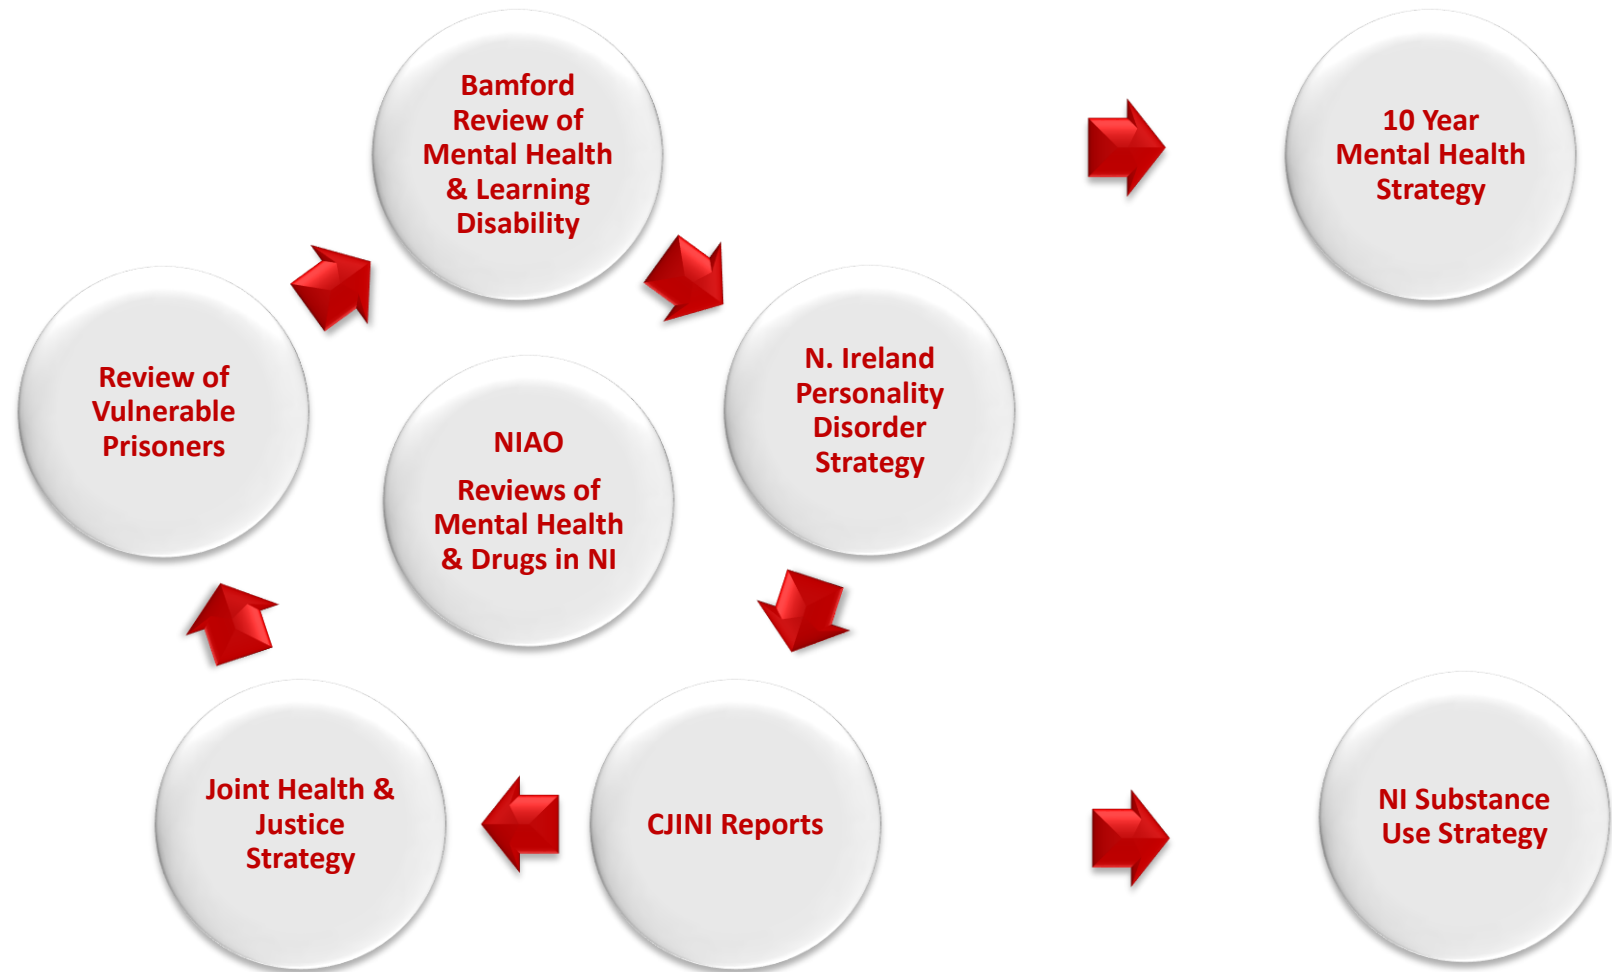 Bamford
Review of
Mental Health
& Learning
Disability
10 Year
Mental Health
Strategy
Review of
Vulnerable
Prisoners
N. Ireland
Personality
Disorder
Strategy
NIAO
Reviews of
Mental Health
& Drugs in NI
Joint Health &
Justice
Strategy
CJINI Reports
NI Substance
Use Strategy